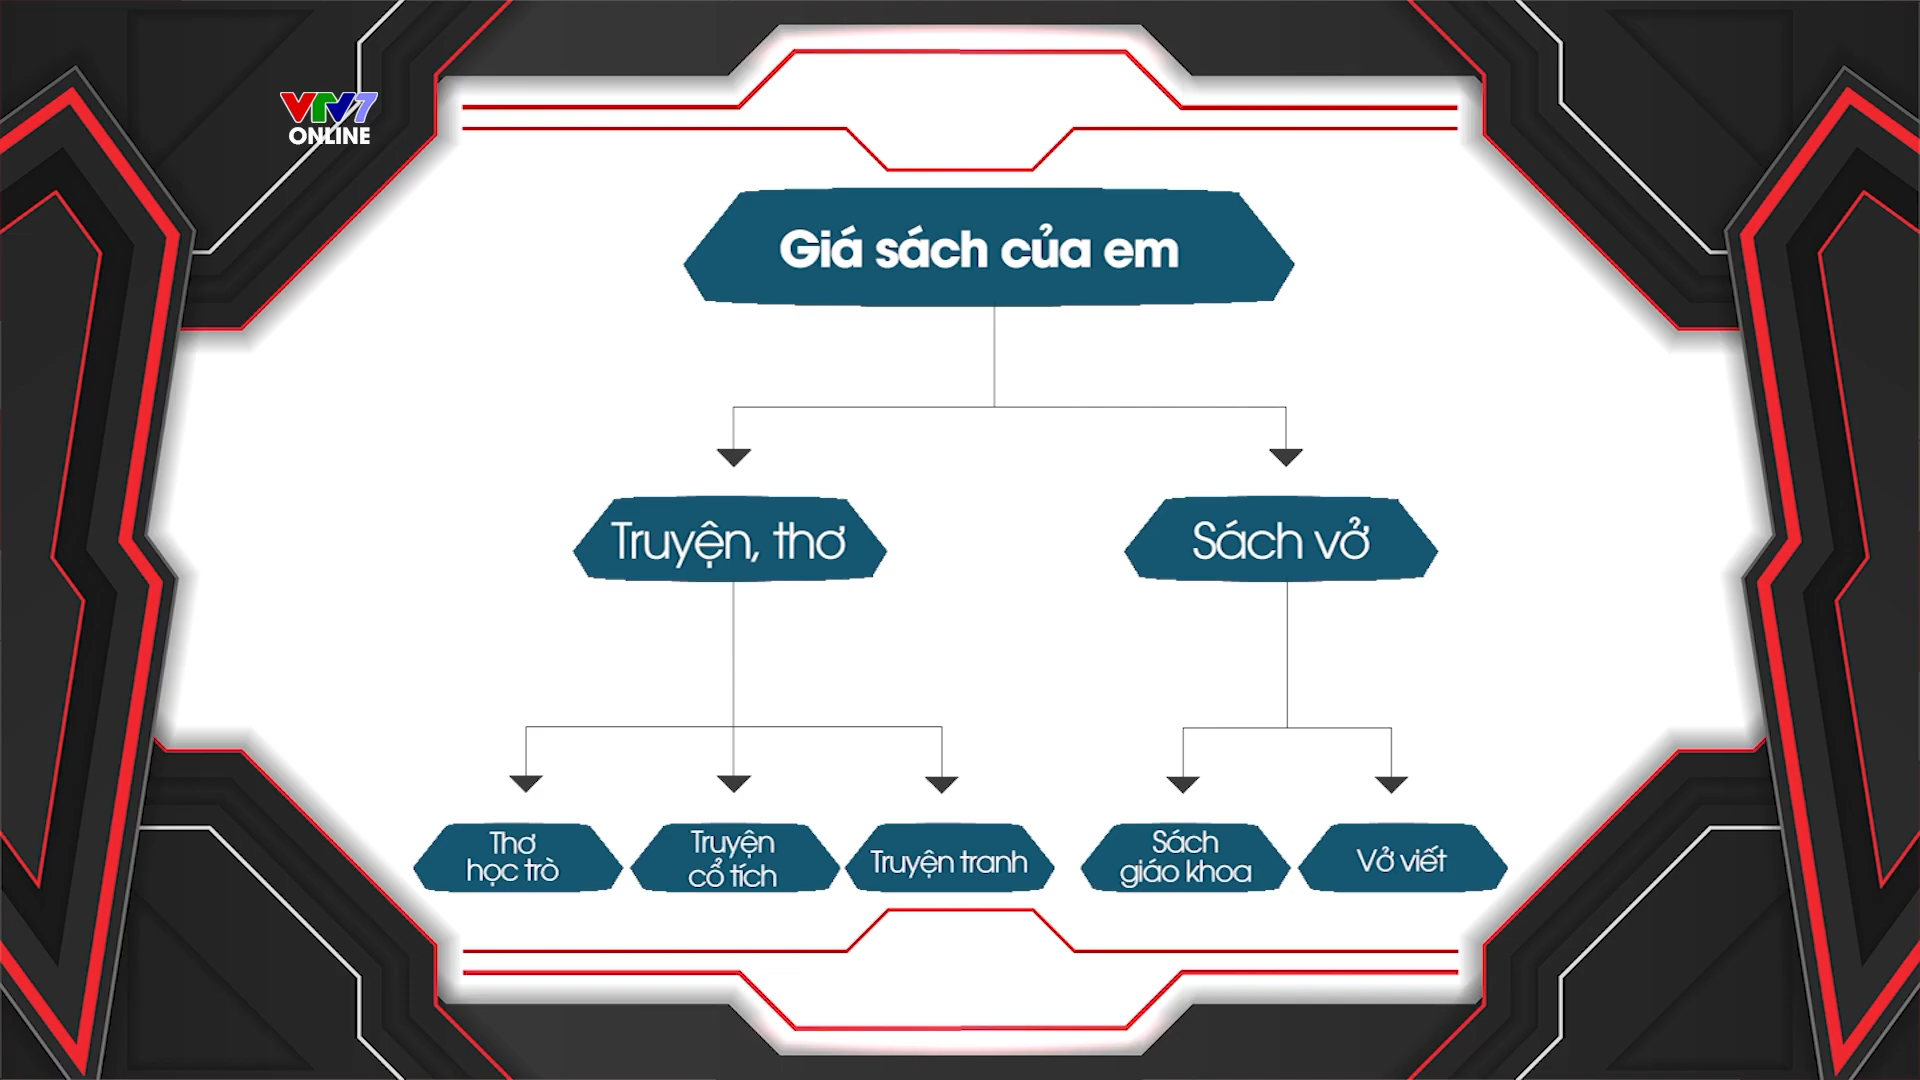 VTV7
ONLINE
Giá sách của em
Truyện, thơ
Sách vở
Thơ
học trò
Truyện
cổ tích
Truyện tranh
Sách
giáo khoa
Vở viết